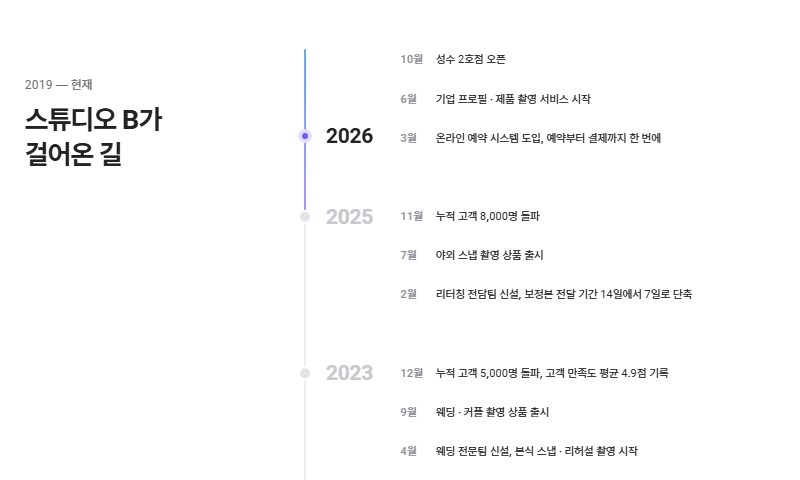 2019 — 현재
스튜디오 B가
걸어온 길
2026
10월 성수 2호점 오픈
6월 기업 프로필 · 제품 촬영 서비스 시작
3월 온라인 예약 시스템 도입, 예약부터 결제까지 한 번에
2025
11월 누적 고객 8,000명 돌파
7월 야외 스냅 촬영 상품 출시
2월 리터칭 전담팀 신설, 보정본 전달 기간 14일에서 7일로 단축
2023
12월 누적 고객 5,000명 돌파, 고객 만족도 평균 4.9점 기록
9월 웨딩 · 커플 촬영 상품 출시
4월 웨딩 전문팀 신설, 본식 스냅 · 리허설 촬영 시작